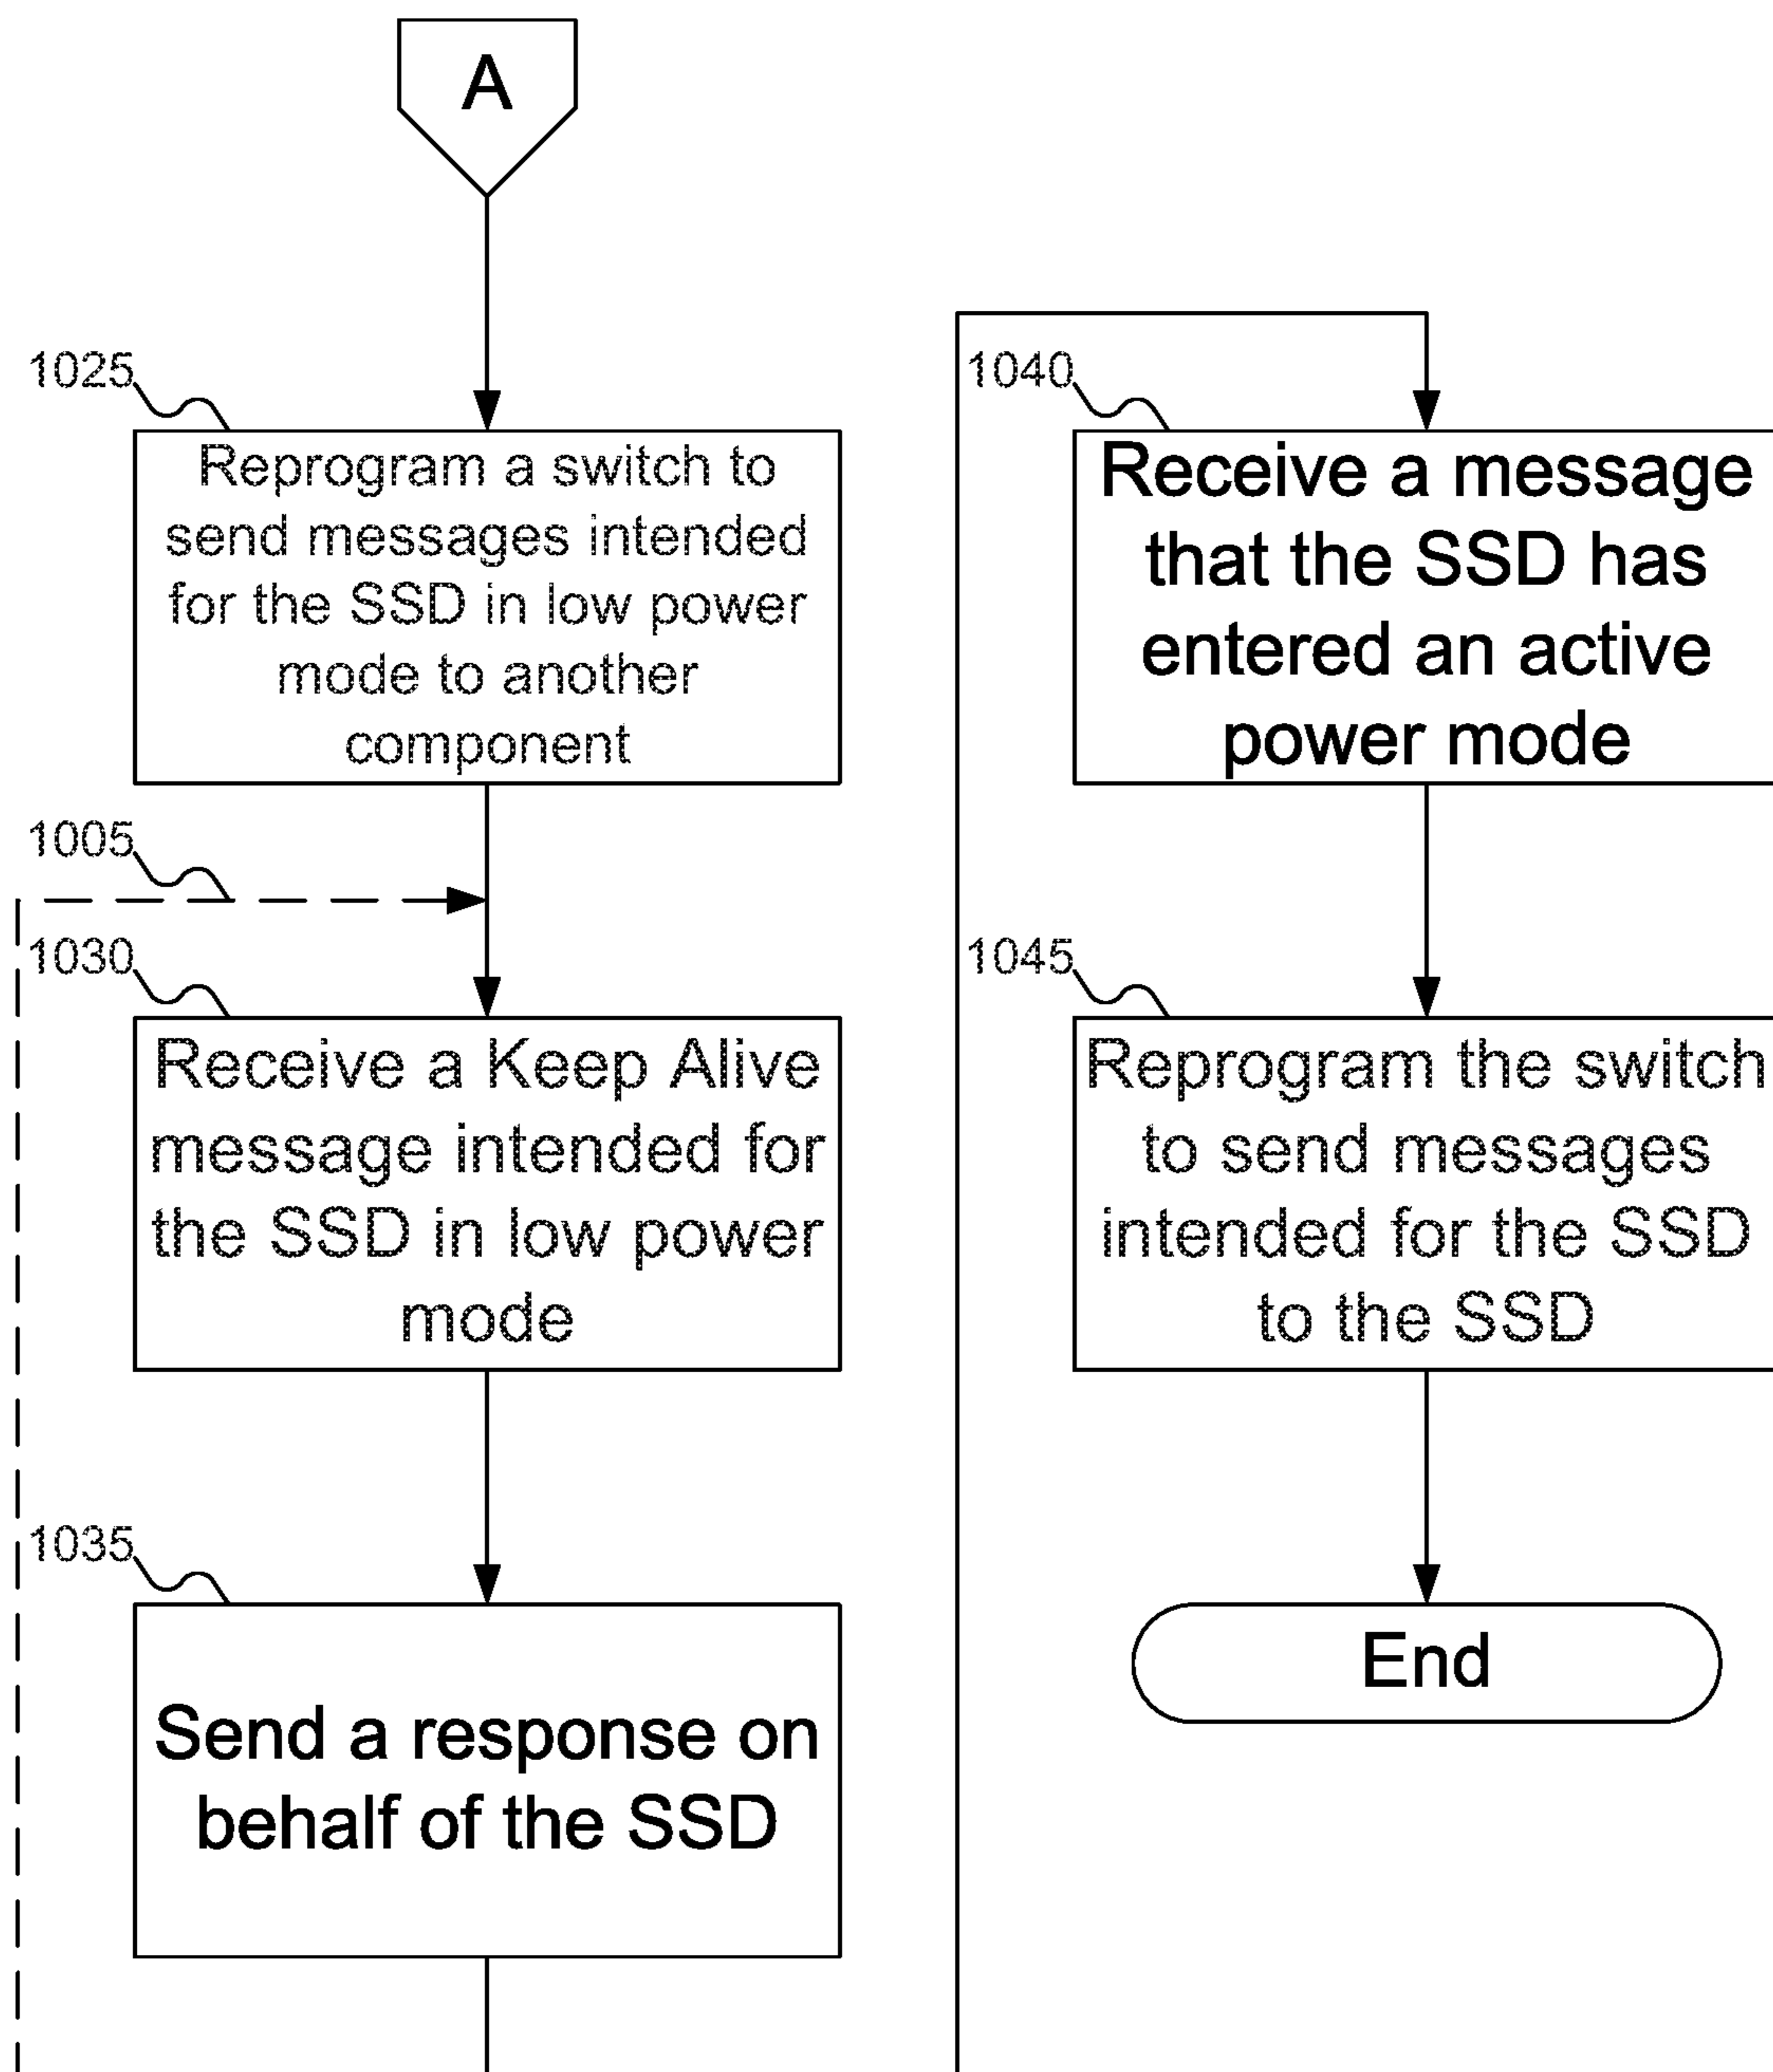 A
1025
Reprogram a switch to
send messages intended
for the SSD in low power
mode to another
component
1005
1030
Receive a Keep Alive
message intended for
the SSD in low power
mode
1035
Send a response on
behalf of the SSD
1040
Receive a message
that the SSD has
entered an active
power mode
1045
Reprogram the switch
to send messages
intended for the SSD
to the SSD
End